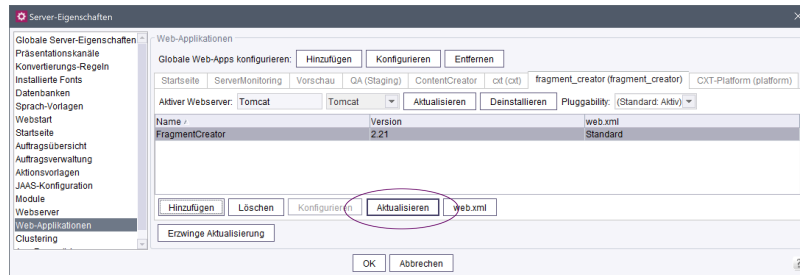 Server-Eigenschaften
Globale Server-Eigenschaften
Präsentationskanäle
Konvertierungs-Regeln
Installierte Fonts
Datenbanken
Sprach-Vorlagen
Webstart
Startseite
Auftragsübersicht
Auftragsverwaltung
Aktionsvorlagen
JAAS-Konfiguration
Module
Webserver
Web-Applikationen
Clustering
Web-Applikationen
Globale Web-Apps konfigurieren: Hinzufügen Konfigurieren Entfernen
Startseite ServerMonitoring Vorschau QA (Staging) ContentCreator cxt (cxt) fragment_creator (fragment_creator) CXT-Platform (platform)
Aktiver Webserver: Tomcat Tomcat Aktualisieren Deinstallieren Pluggability: (Standard: Aktiv)
Name Version web.xml
FragmentCreator 2.21 Standard
Hinzufügen Löschen Konfigurieren Aktualisieren web.xml
Erzwinge Aktualisierung
OK Abbrechen